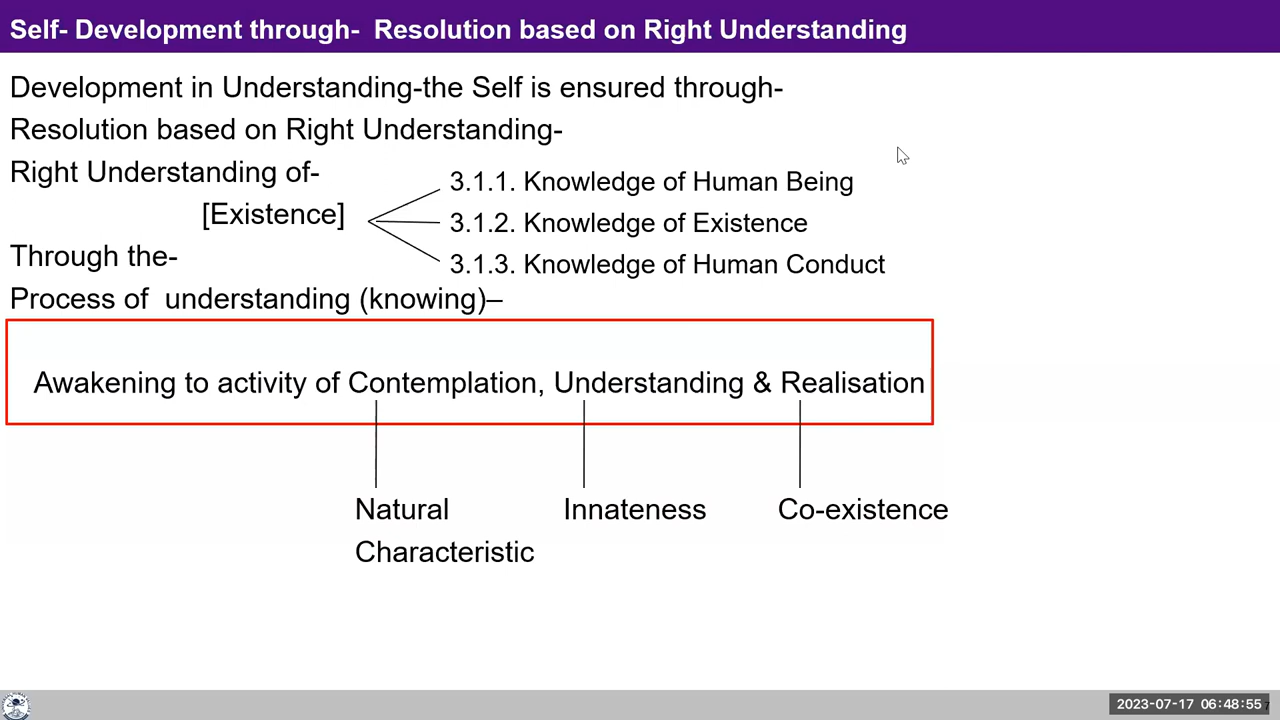 Self- Development through-  Resolution based on Right Understanding
Development in Understanding-the Self is ensured through-
Resolution based on Right Understanding-
Right Understanding of-
3.1.1. Knowledge of Human Being
[Existence]
3.1.2. Knowledge of Existence
Through the-
3.1.3. Knowledge of Human Conduct
Process of  understanding (knowing)–
Awakening to activity of Contemplation, Understanding & Realisation
Natural
Characteristic
Innateness
Co-existence
2023-07-17 06:48:55
7